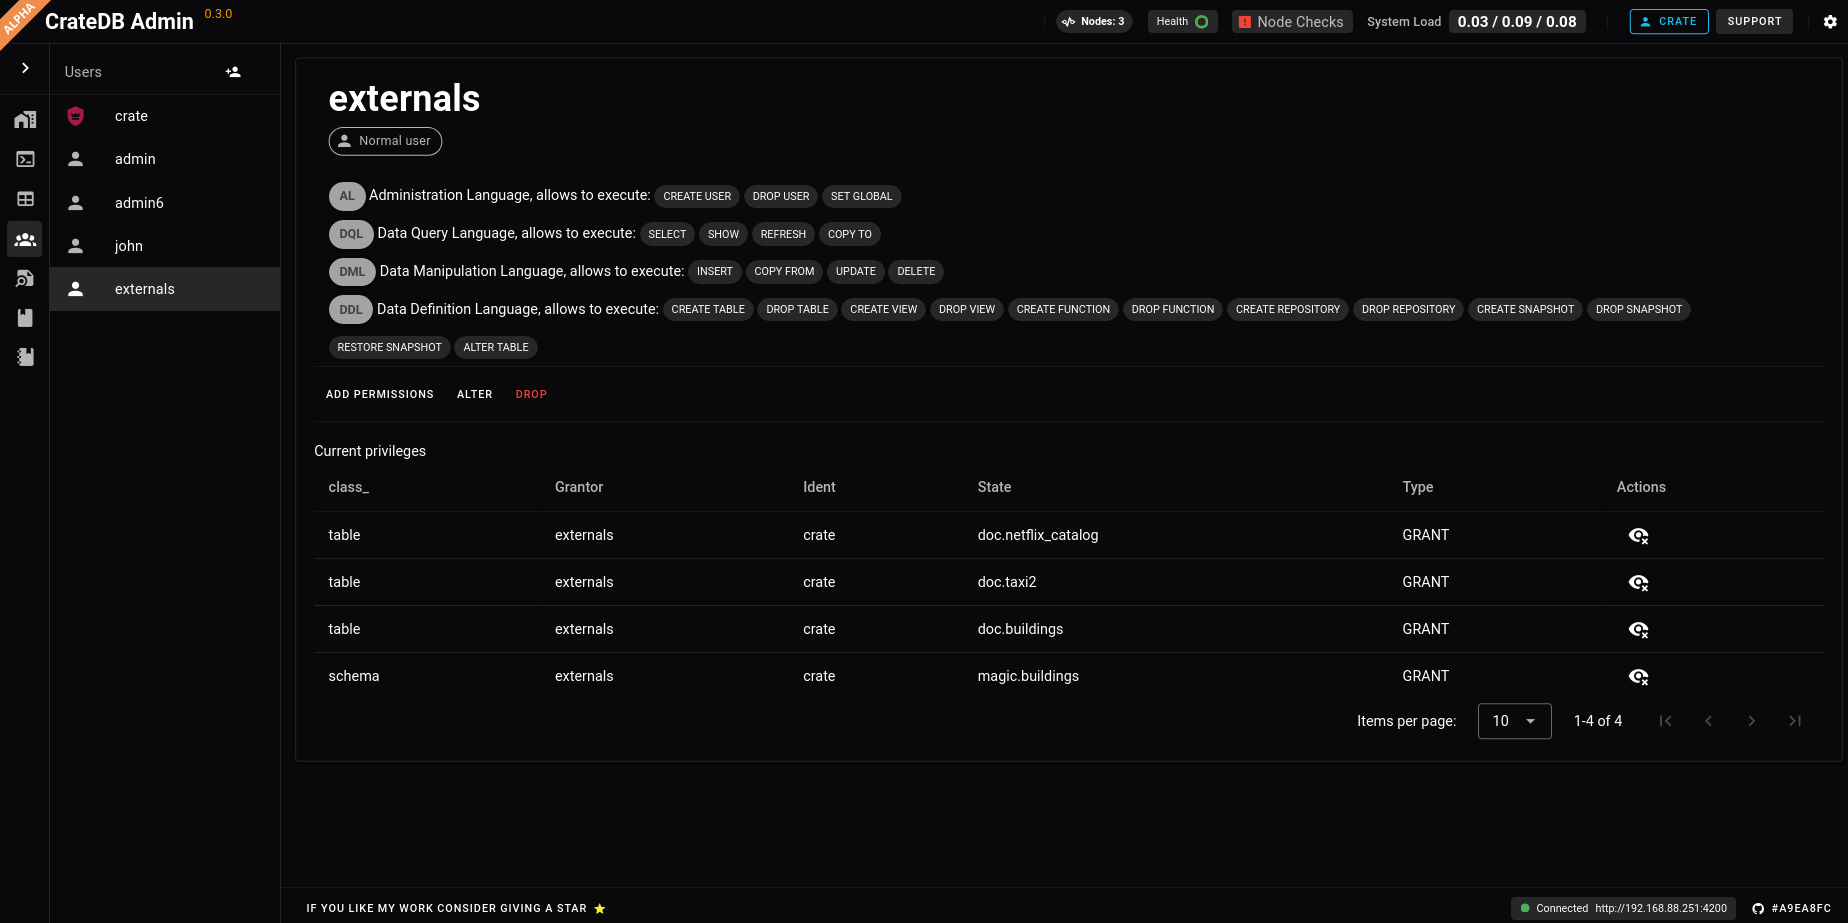 ALPHA
CrateDB Admin 0.3.0
Nodes: 3 Health Node Checks System Load 0.03 / 0.09 / 0.08 CRATE SUPPORT
Users
crate
admin
admin6
john
externals
externals
Normal user
AL Administration Language, allows to execute: CREATE USER DROP USER SET GLOBAL
DQL Data Query Language, allows to execute: SELECT SHOW REFRESH COPY TO
DML Data Manipulation Language, allows to execute: INSERT COPY FROM UPDATE DELETE
DDL Data Definition Language, allows to execute: CREATE TABLE DROP TABLE CREATE VIEW DROP VIEW CREATE FUNCTION DROP FUNCTION CREATE REPOSITORY DROP REPOSITORY CREATE SNAPSHOT DROP SNAPSHOT
RESTORE SNAPSHOT ALTER TABLE
ADD PERMISSIONS ALTER DROP
Current privileges
class_ Grantor Ident State Type Actions
table externals crate doc.netflix_catalog GRANT
table externals crate doc.taxi2 GRANT
table externals crate doc.buildings GRANT
schema externals crate magic.buildings GRANT
Items per page: 10 1-4 of 4
IF YOU LIKE MY WORK CONSIDER GIVING A STAR
Connected http://192.168.88.251:4200 #A9EA8FC